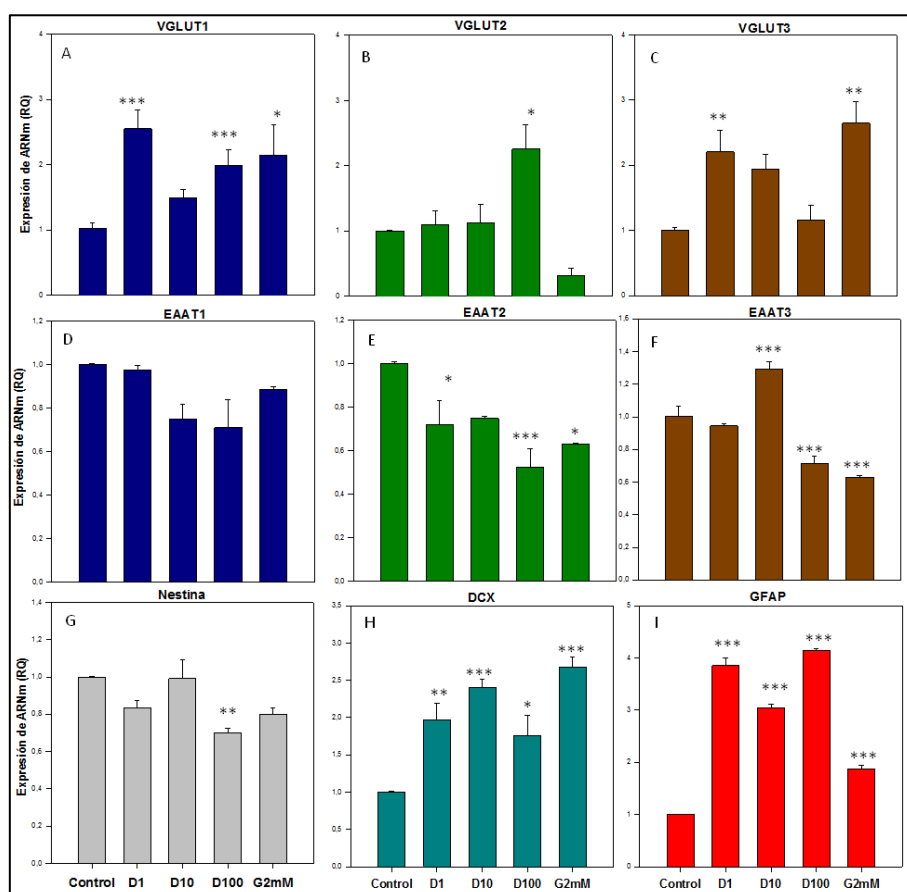 VGLUT1 VGLUT2 VGLUT3
4 4 4
A B C
*** *** * * ** **
3 3 3
Expresión de ARNm (RQ)
2 2 2
1 1 1
0 0 0
EAAT1 EAAT2 EAAT3
1,2 1,2 1,6
D E F
* *** * *** *** ***
1,4
1,0 1,0 1,2
0,8 0,8 1,0
Expresión de ARNm (RQ)
0,6 0,6 0,8
0,4 0,4 0,6
0,2 0,2 0,4
0,2
0,0 0,0 0,0
Nestina DCX GFAP
1,4 3,5 5
G H I
** ** *** * *** *** *** *** ***
1,2 3,0 4
1,0 2,5
Expresión de ARNm (RQ)
0,8 2,0 3
0,6 1,5 2
0,4 1,0
0,2 0,5 1
0,0 0,0 0
Control D1 D10 D100 G2mM Control D1 D10 D100 G2mM Control D1 D10 D100 G2mM